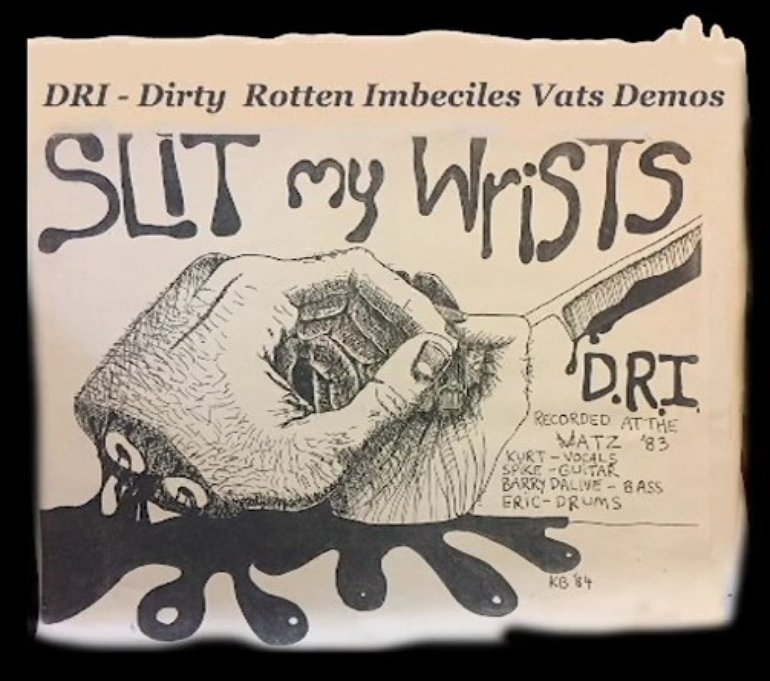 DRI - Dirty Rotten Imbeciles Vats Demos
SLIT my WriSTS
D.R.I.
RECORDED AT THE
VATZ '83
KURT - VOCALS
SPIKE - GUITAR
BARRY DALIVE - BASS
ERIC - DRUMS
KB '84